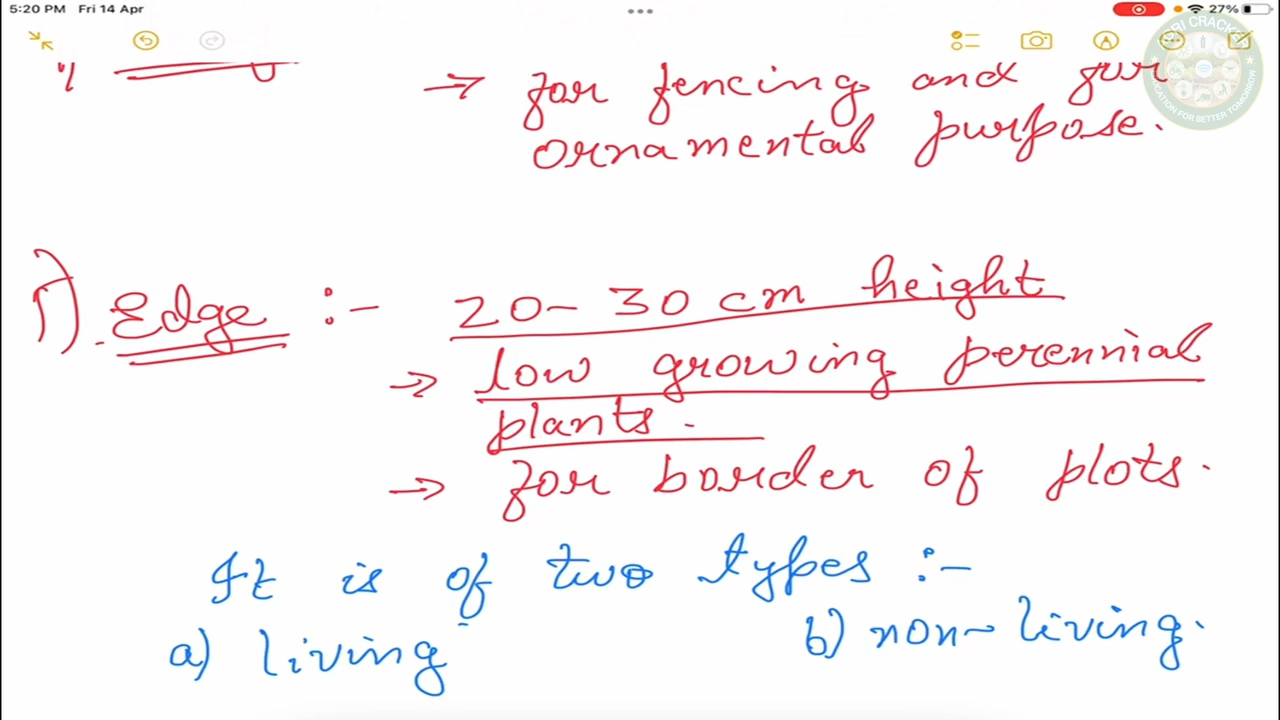 5:20 PM Fri 14 Apr
27%
→ for fencing and for
ornamental purpose.
Edge :- 20-30 cm height
→ low growing perennial
plants.
→ for border of plots.
It is of two types :-
a) living b) non-living.